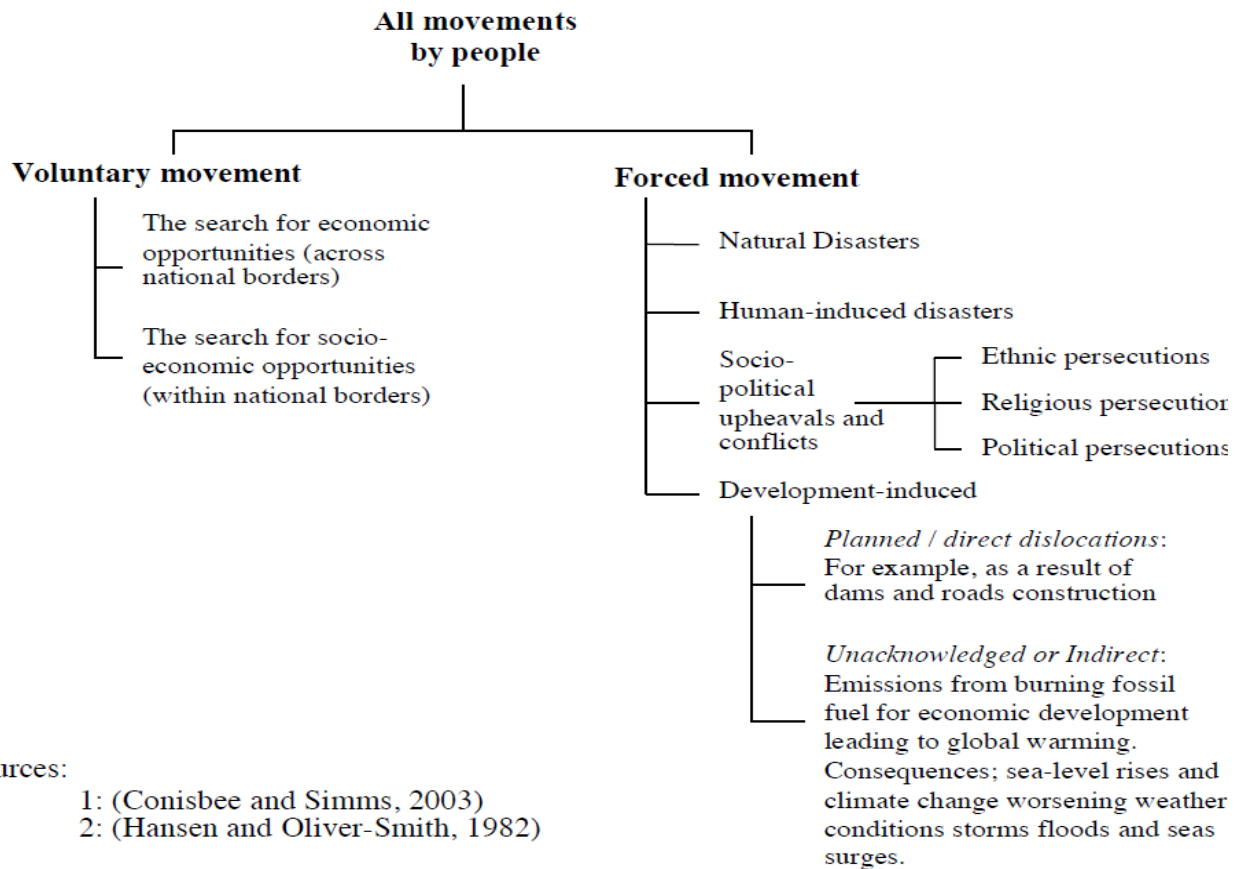 All movements
by people
Voluntary movement
The search for economic
opportunities (across
national borders)
The search for socio-
economic opportunities
(within national borders)
Forced movement
Natural Disasters
Human-induced disasters
Socio-
political
upheavals and
conflicts
Ethnic persecutions
Religious persecution
Political persecutions
Development-induced
Planned / direct dislocations:
For example, as a result of
dams and roads construction
Unacknowledged or Indirect:
Emissions from burning fossil
fuel for economic development
leading to global warming.
Consequences; sea-level rises and
climate change worsening weather
conditions storms floods and seas
surges.
urces:
1: (Conisbee and Simms, 2003)
2: (Hansen and Oliver-Smith, 1982)